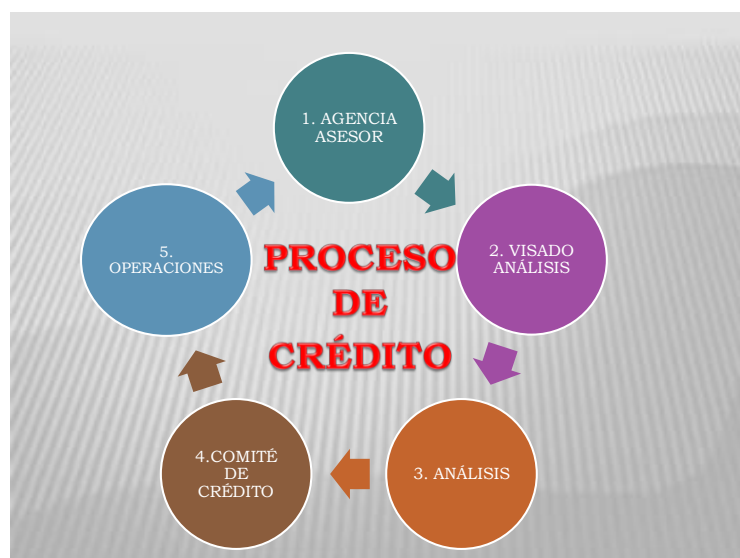 1. AGENCIA
ASESOR
2. VISADO
ANÁLISIS
3. ANÁLISIS
4.COMITÉ
DE
CRÉDITO
5.
OPERACIONES
PROCESO
DE
CRÉDITO